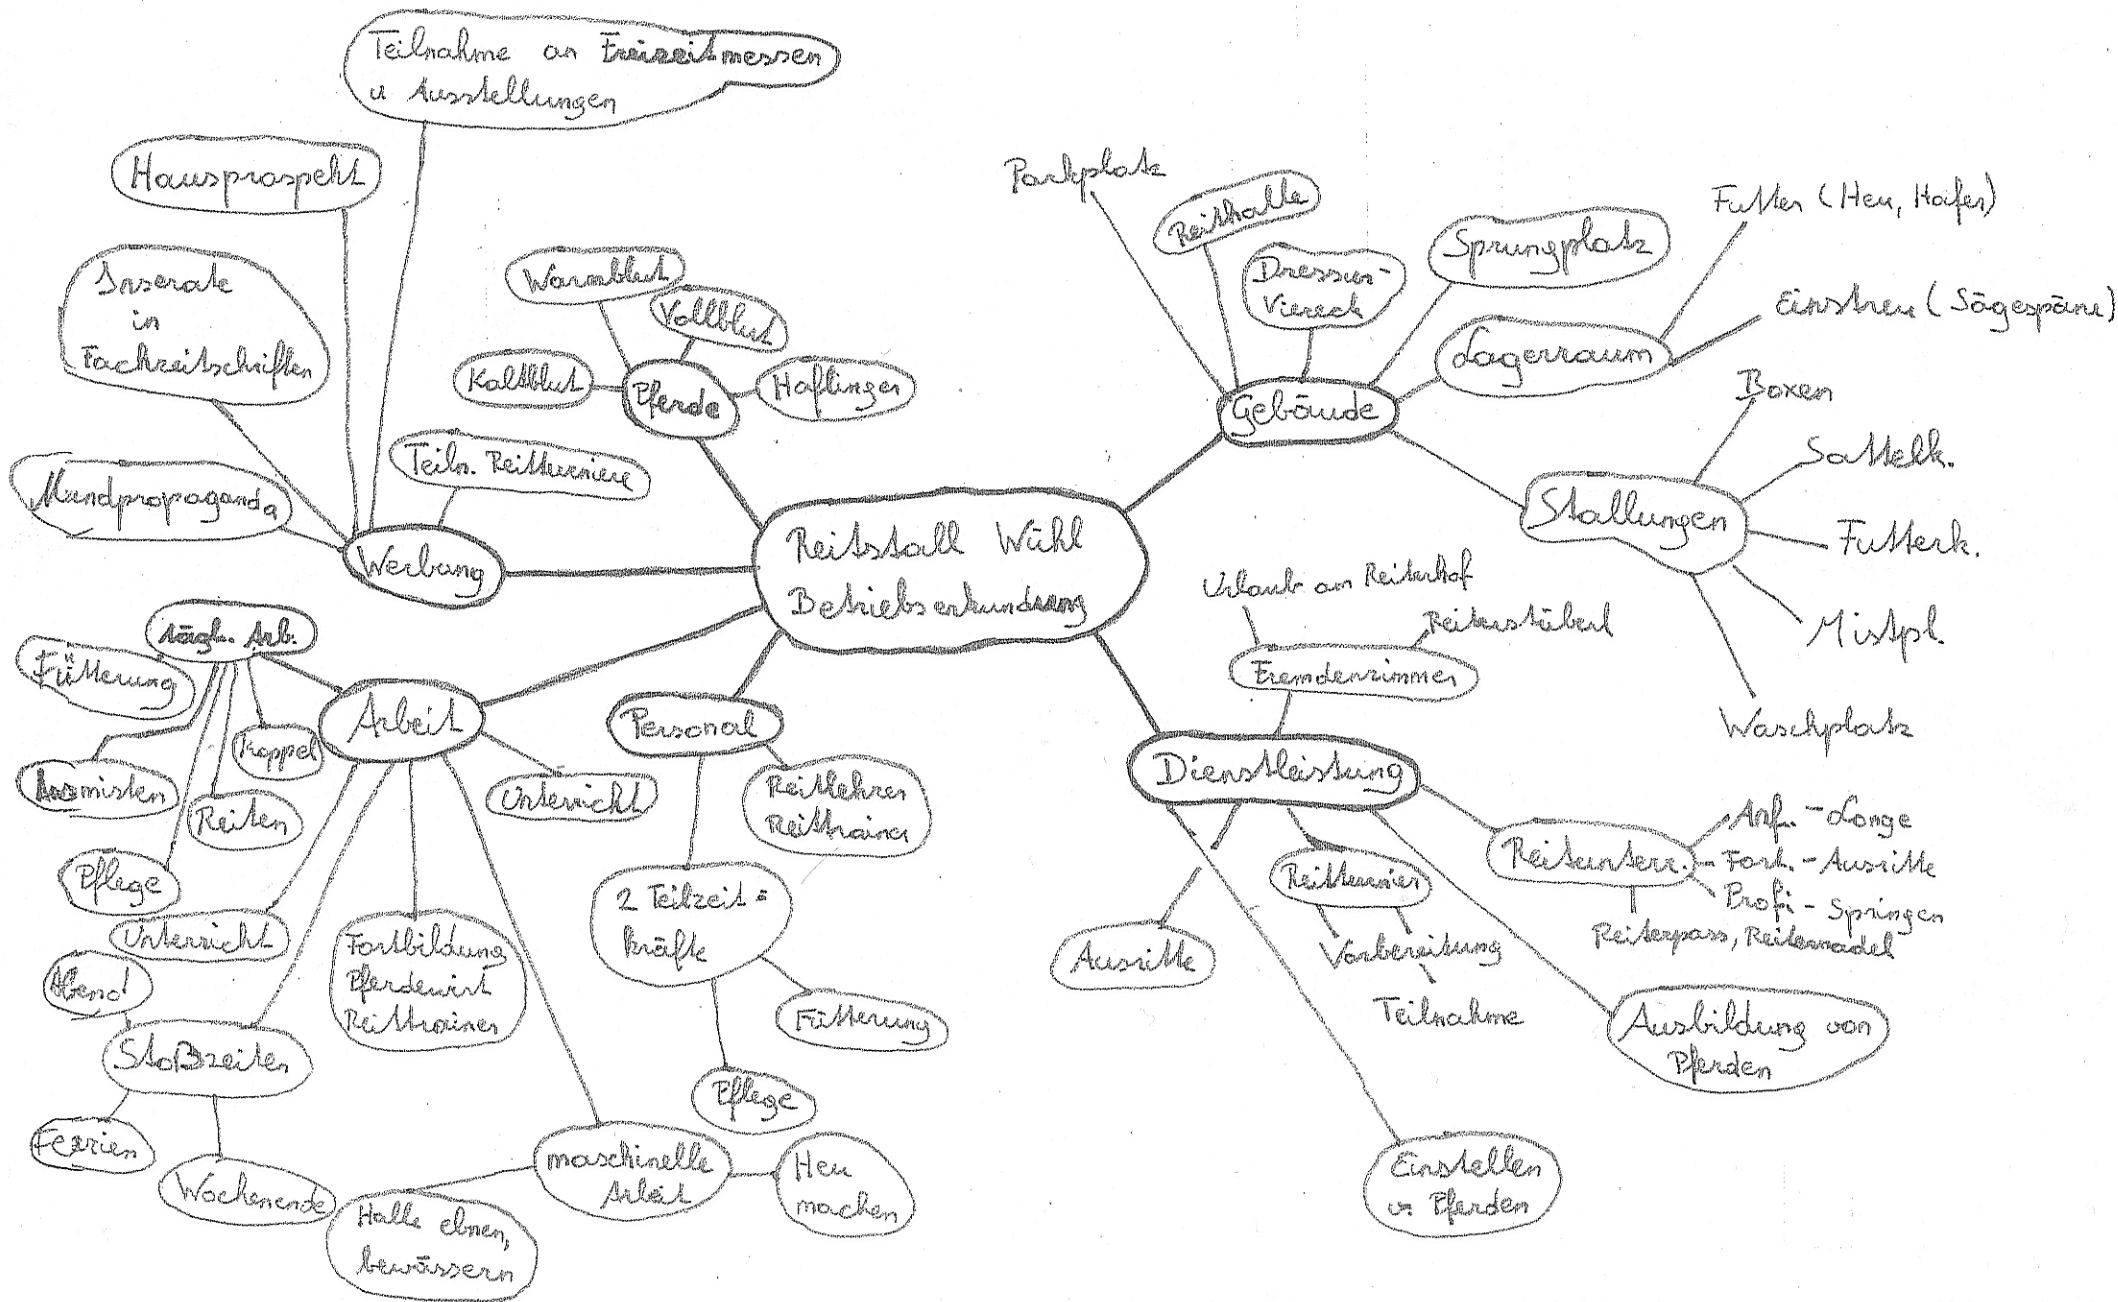 Teilnahme an Freizeitmessen
u Ausstellungen
Hausprospekt
Inserate
in
Fachzeitschriften
Mundpropaganda
Teiln. Reitturniere
Werbung
Warmblut
Vollblut
Kaltblut
Haflinger
Pferde
Reitstall Wühl
Betriebserkundung
Parkplatz
Reithalle
Dressur-
Viereck
Sprungplatz
Lagerraum
Futter (Heu, Hafer)
Einstreu (Sägespäne)
Gebäude
Stallungen
Boxen
Sattelk.
Futterk.
Mistpl.
Waschplatz
tägl. Arb.
Fütterung
Ausmisten
Pflege
Reiten
Koppel
Arbeit
Unterricht
Unterricht
Abend
Stoßzeiten
Ferien
Wochenende
Fortbildung
Pferdewirt
Reittrainer
maschinelle
Arbeit
Halle ebnen,
bewässern
Heu
machen
Personal
Reitlehrer
Reittrainer
2 Teilzeit=
kräfte
Fütterung
Pflege
Urlaub am Reiterhof
Reiterstüberl
Fremdenzimmer
Dienstleistung
Reitunterr.
Anf. - Longe
Fort. - Ausritte
Profi - Springen
Reiterpass, Reiternadel
Reitturnier
Vorbereitung
Teilnahme
Ausritte
Ausbildung von
Pferden
Einstellen
v. Pferden